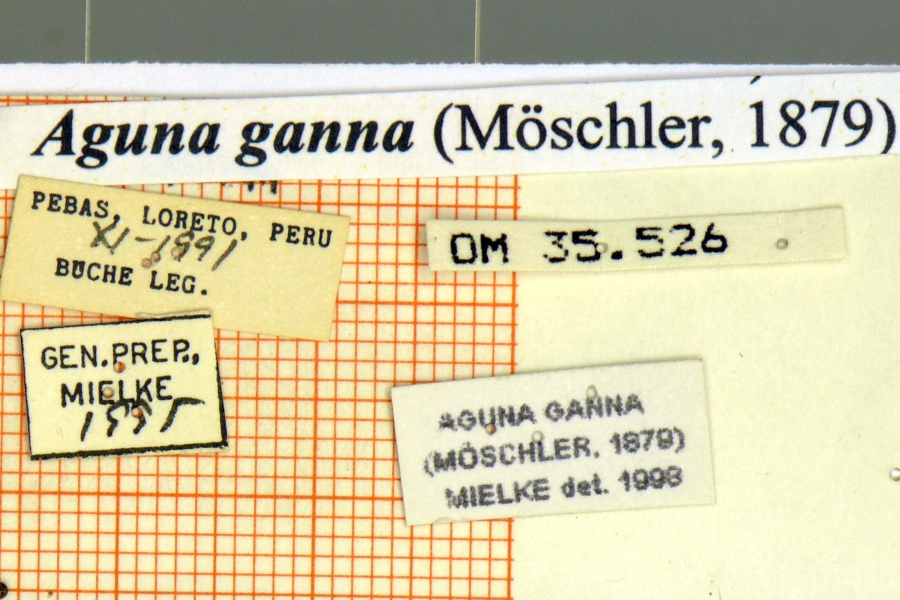 Aguna ganna (Möschler, 1879)
PEBAS, LORETO, PERU
XI-1991
BÜCHE LEG.
OM 35.526
GEN.PREP.,
MIELKE
1995
AGUNA GANNA
(MÖSCHLER, 1879)
MIELKE det. 1998